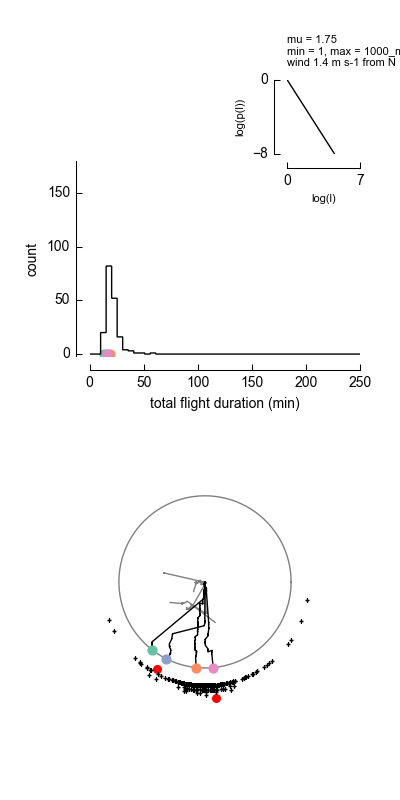 mu = 1.75
min = 1, max = 1000_m
wind 1.4 m s-1 from N
0
−8
log(p(l))
0 7
log(l)
150
100
50
0
count
0 50 100 150 200 250
total flight duration (min)